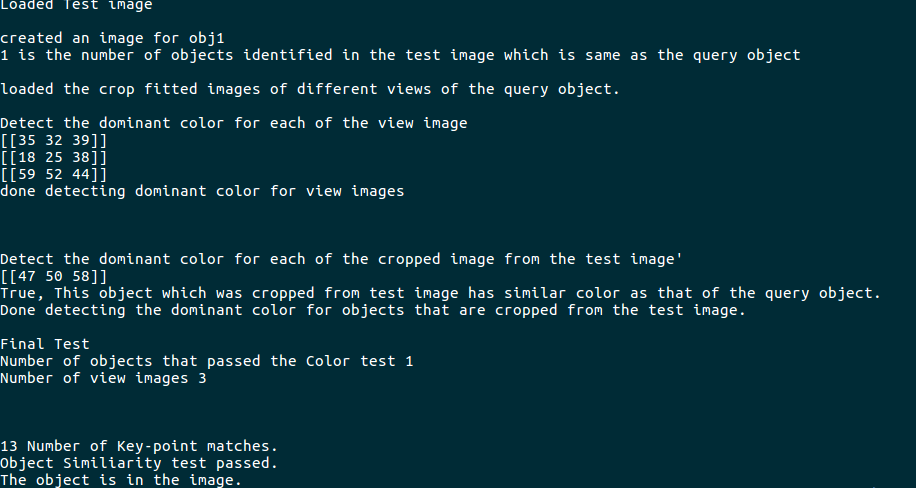 Loaded Test image
created an image for obj1
1 is the number of objects identified in the test image which is same as the query object
loaded the crop fitted images of different views of the query object.
Detect the dominant color for each of the view image
[[35 32 39]]
[[18 25 38]]
[[59 52 44]]
done detecting dominant color for view images
Detect the dominant color for each of the cropped image from the test image'
[[47 50 58]]
True, This object which was cropped from test image has similar color as that of the query object.
Done detecting the dominant color for objects that are cropped from the test image.
Final Test
Number of objects that passed the Color test 1
Number of view images 3
13 Number of Key-point matches.
Object Similiarity test passed.
The object is in the image.